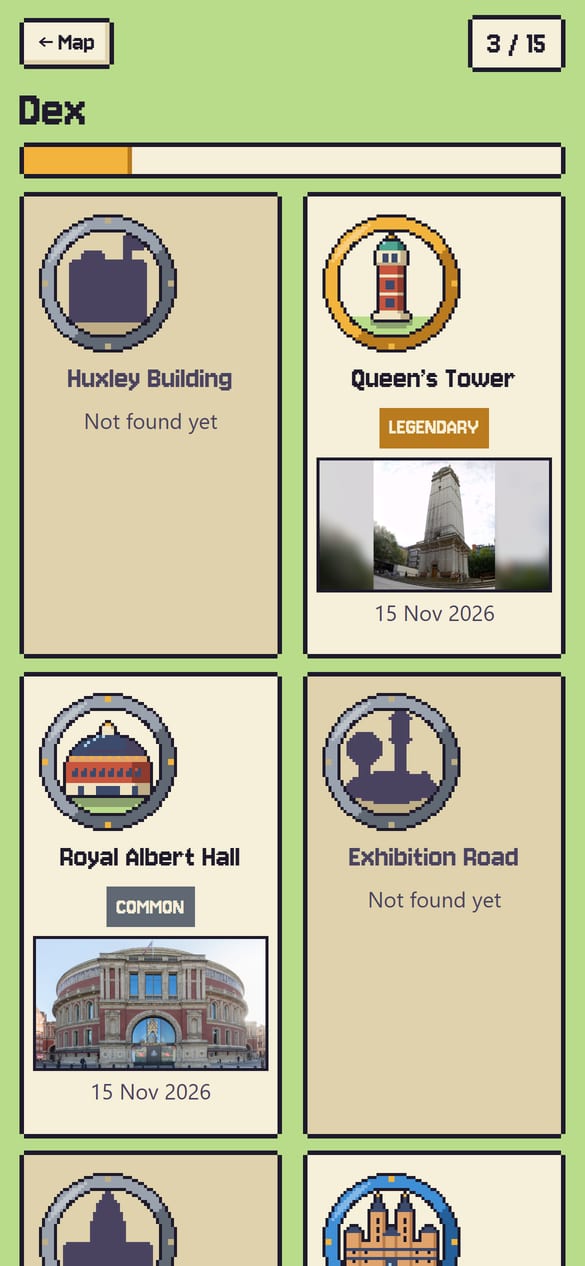 ← Map
3 / 15
Dex
Huxley Building
Not found yet
Queen's Tower
LEGENDARY
15 Nov 2026
Royal Albert Hall
COMMON
15 Nov 2026
Exhibition Road
Not found yet